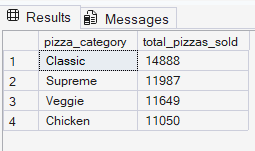 Results Messages
pizza_category total_pizzas_sold
1 Classic 14888
2 Supreme 11987
3 Veggie 11649
4 Chicken 11050